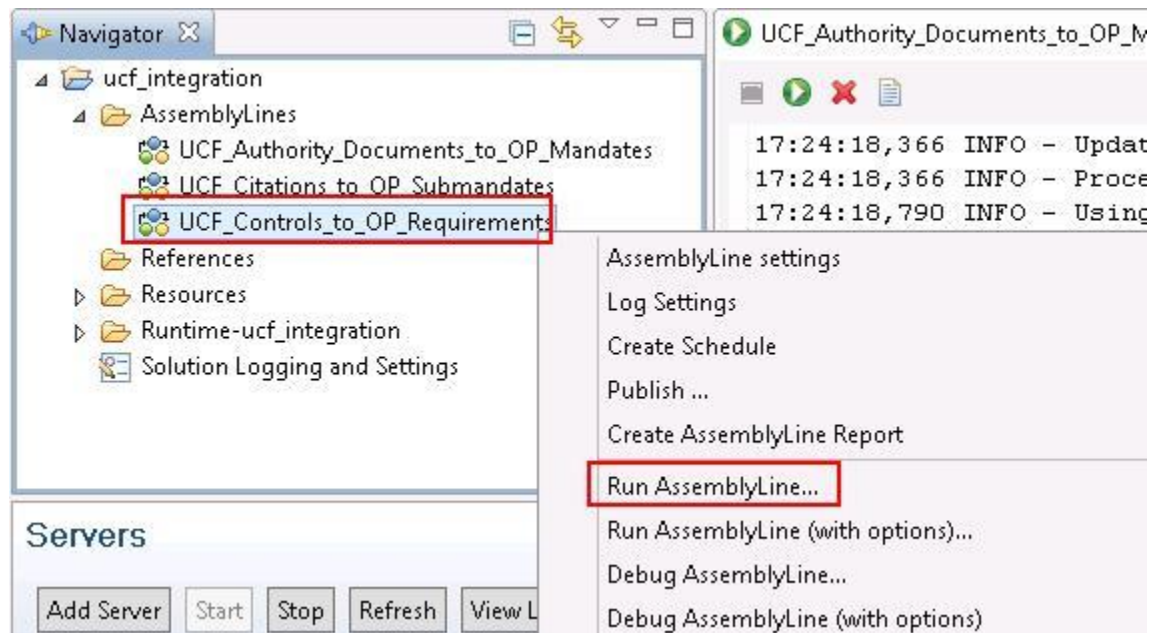 Navigator
ucf_integration
AssemblyLines
UCF_Authority_Documents_to_OP_Mandates
UCF_Citations_to_OP_Submandates
UCF_Controls_to_OP_Requirements
References
Resources
Runtime-ucf_integration
Solution Logging and Settings
UCF_Authority_Documents_to_OP_M
17:24:18,366 INFO - Updat
17:24:18,366 INFO - Proce
17:24:18,790 INFO - Using
AssemblyLine settings
Log Settings
Create Schedule
Publish ...
Create AssemblyLine Report
Run AssemblyLine...
Run AssemblyLine (with options)...
Debug AssemblyLine...
Debug AssemblyLine (with options)
Servers
Add Server
Start
Stop
Refresh
View L